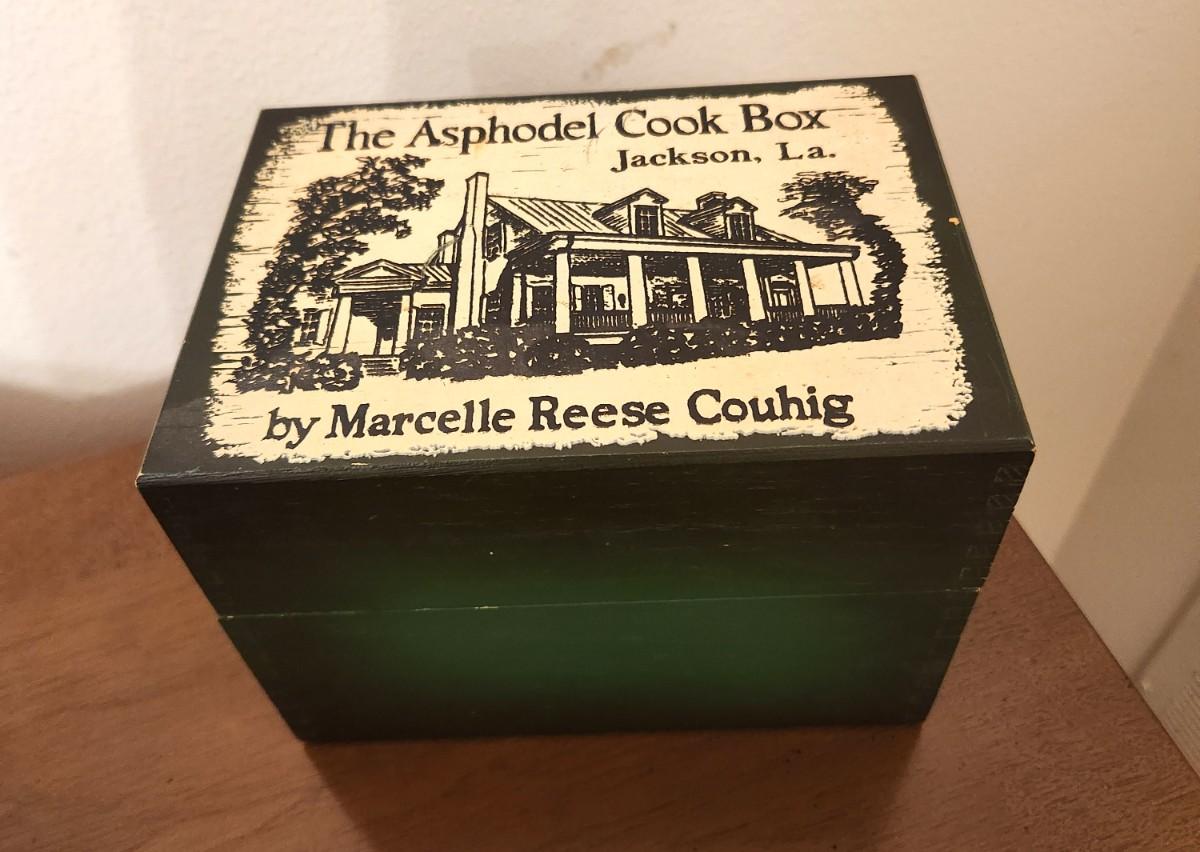 The Asphodel Cook Box
Jackson, La.
by Marcelle Reese Couhig